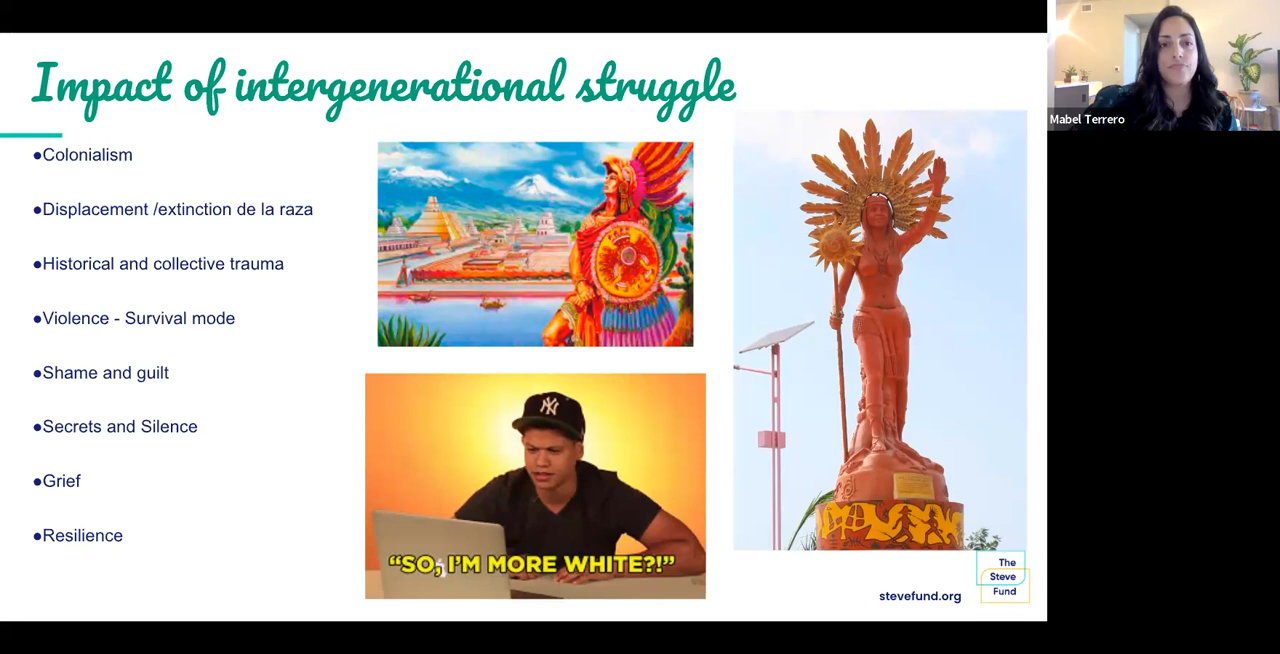 Impact of intergenerational struggle
●Colonialism
●Displacement /extinction de la raza
●Historical and collective trauma
●Violence - Survival mode
●Shame and guilt
●Secrets and Silence
●Grief
●Resilience
NY
“SO, I’M MORE WHITE?!”
stevefund.org
The
Steve
Fund
Mabel Terrero